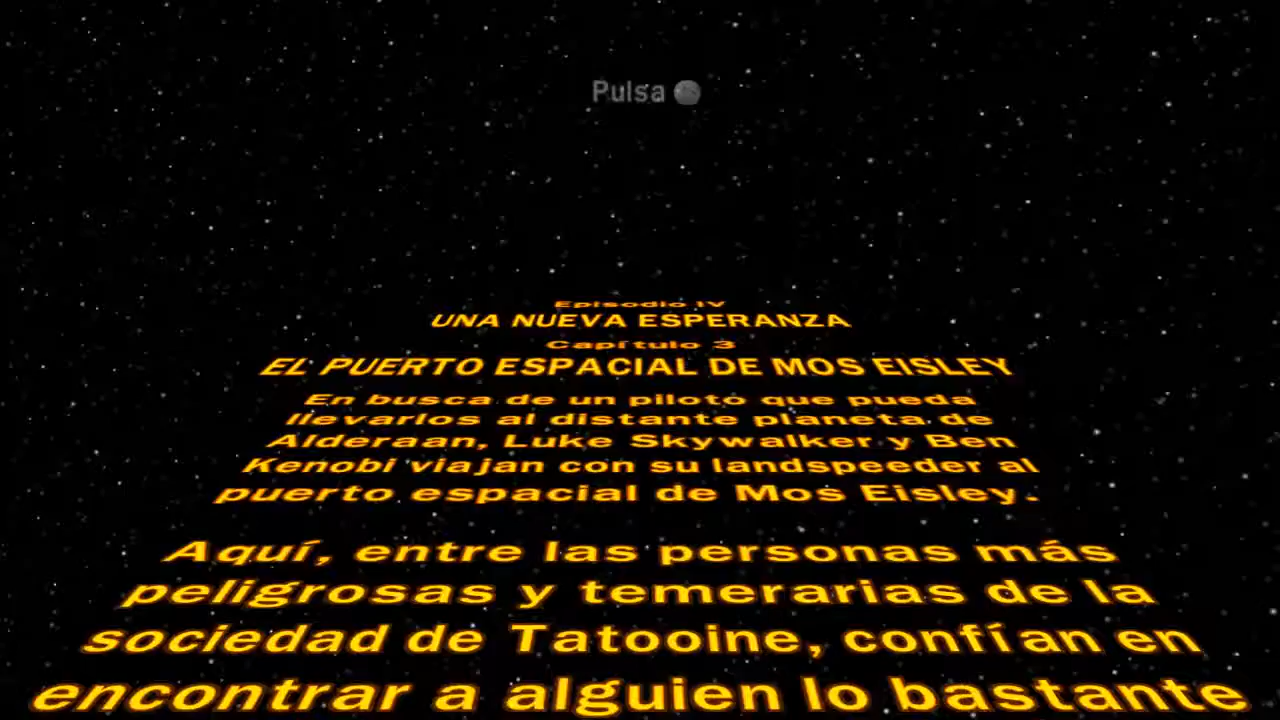 Pulsa
Episodio IV
UNA NUEVA ESPERANZA
Capítulo 3
EL PUERTO ESPACIAL DE MOS EISLEY
En busca de un piloto que pueda
llevarlos al distante planeta de
Alderaan, Luke Skywalker y Ben
Kenobi viajan con su landspeeder al
puerto espacial de Mos Eisley.
Aquí, entre las personas más
peligrosas y temerarias de la
sociedad de Tatooine, confían en
encontrar a alguien lo bastante